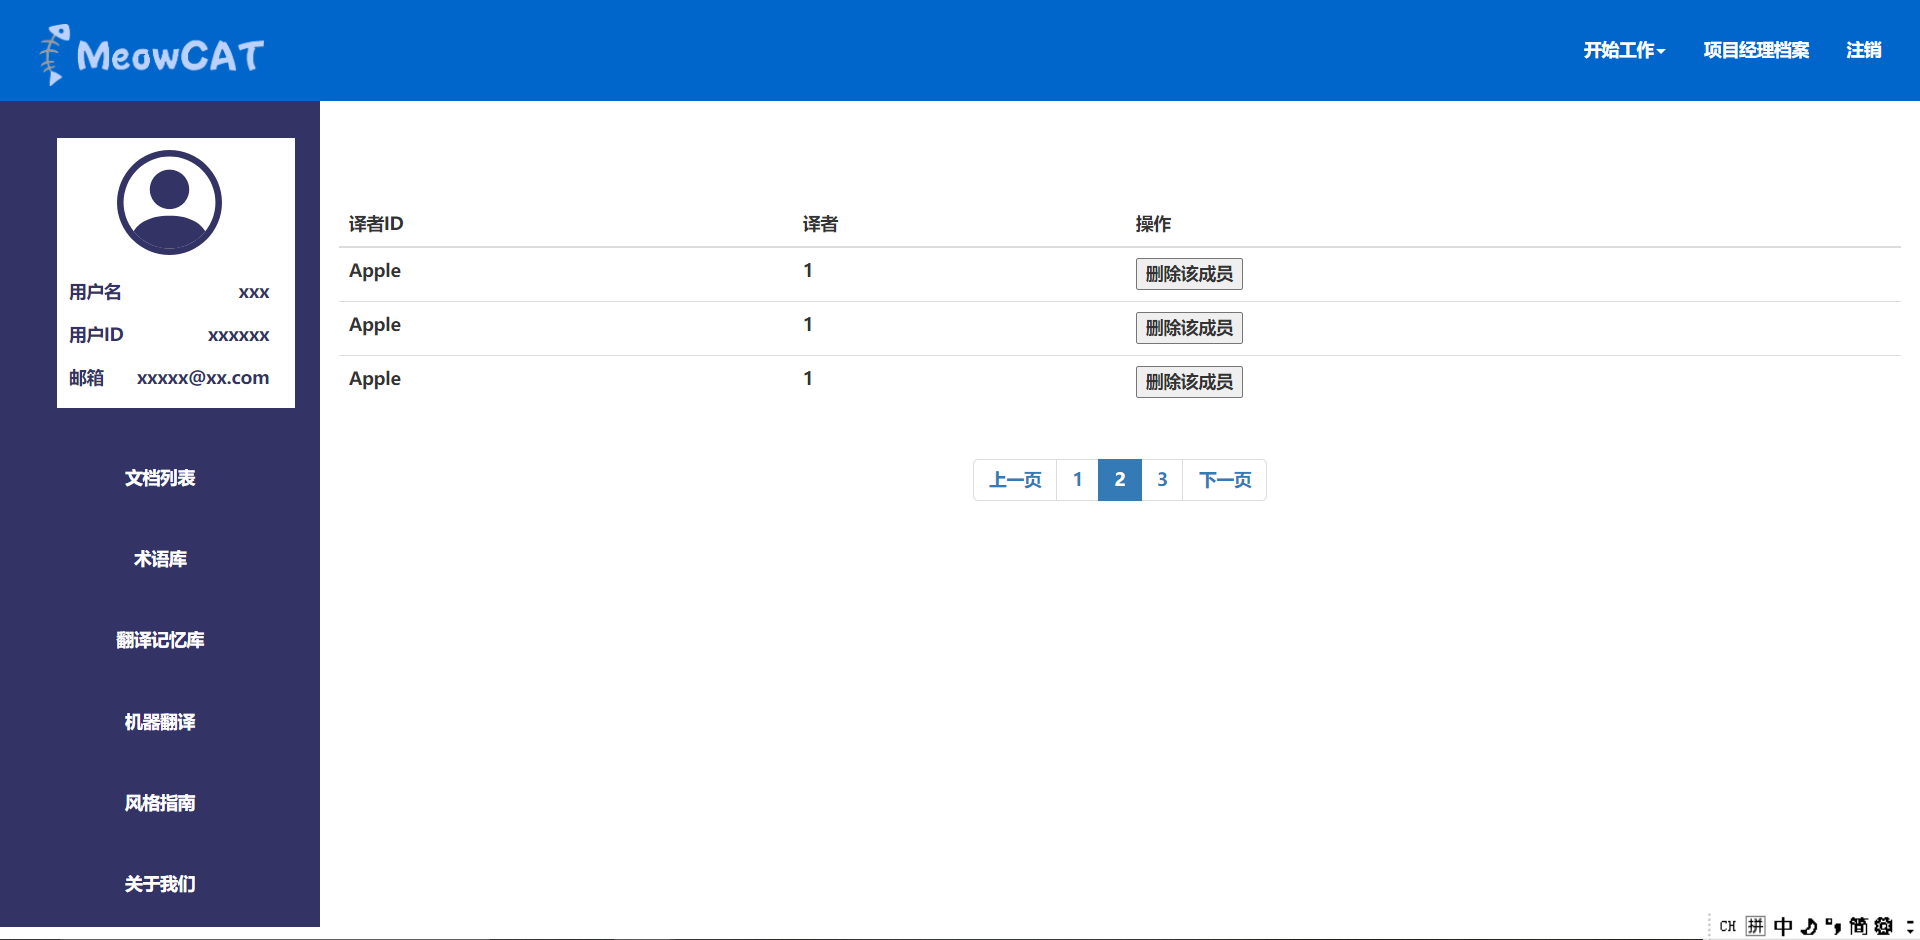 MeowCAT
开始工作 项目经理档案 注销
用户名 xxx
用户ID xxxxxx
邮箱 xxxxx@xx.com
文档列表
术语库
翻译记忆库
机器翻译
风格指南
关于我们
译者ID 译者 操作
Apple 1 删除该成员
Apple 1 删除该成员
Apple 1 删除该成员
上一页 1 2 3 下一页
CH 拼 中 简